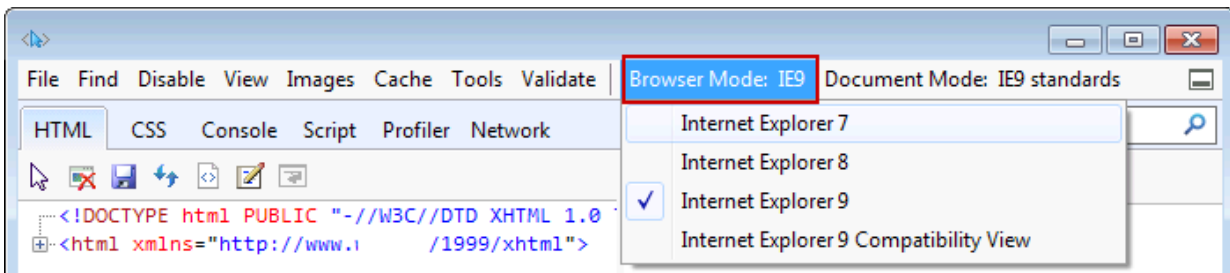 File Find Disable View Images Cache Tools Validate Browser Mode: IE9 Document Mode: IE9 standards
HTML CSS Console Script Profiler Network
Internet Explorer 7
Internet Explorer 8
Internet Explorer 9
Internet Explorer 9 Compatibility View
<!DOCTYPE html PUBLIC "-//W3C//DTD XHTML 1.0
<html xmlns="http://www. /1999/xhtml">